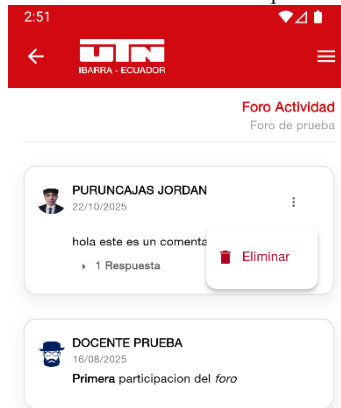 2:51
UTN
IBARRA - ECUADOR
Foro Actividad
Foro de prueba
PURUNCAJAS JORDAN
22/10/2025
hola este es un comenta
Eliminar
1 Respuesta
DOCENTE PRUEBA
16/08/2025
Primera participacion del foro